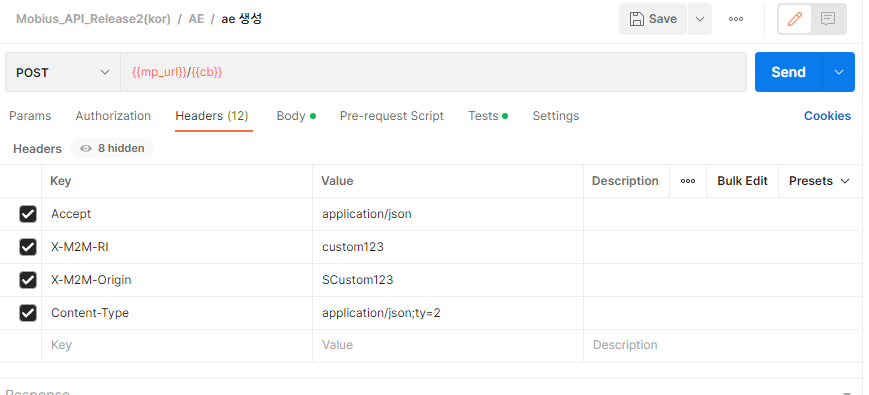 Mobius_API_Release2(kor) / AE / ae 생성 Save
POST {{mp_url}}/{{cb}} Send
Params Authorization Headers (12) Body Pre-request Script Tests Settings Cookies
Headers 8 hidden
Key Value Description Bulk Edit Presets
Accept application/json
X-M2M-RI custom123
X-M2M-Origin SCustom123
Content-Type application/json;ty=2
Key Value Description
Response